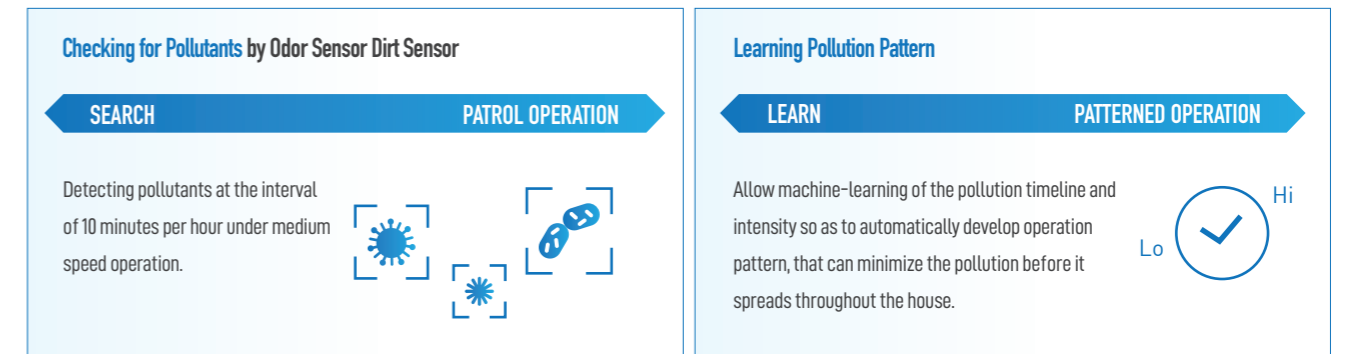 Checking for Pollutants by Odor Sensor Dirt Sensor
SEARCH PATROL OPERATION
Detecting pollutants at the interval
of 10 minutes per hour under medium
speed operation.
Learning Pollution Pattern
LEARN PATTERNED OPERATION
Allow machine-learning of the pollution timeline and
intensity so as to automatically develop operation
pattern, that can minimize the pollution before it
spreads throughout the house.
Hi
Lo